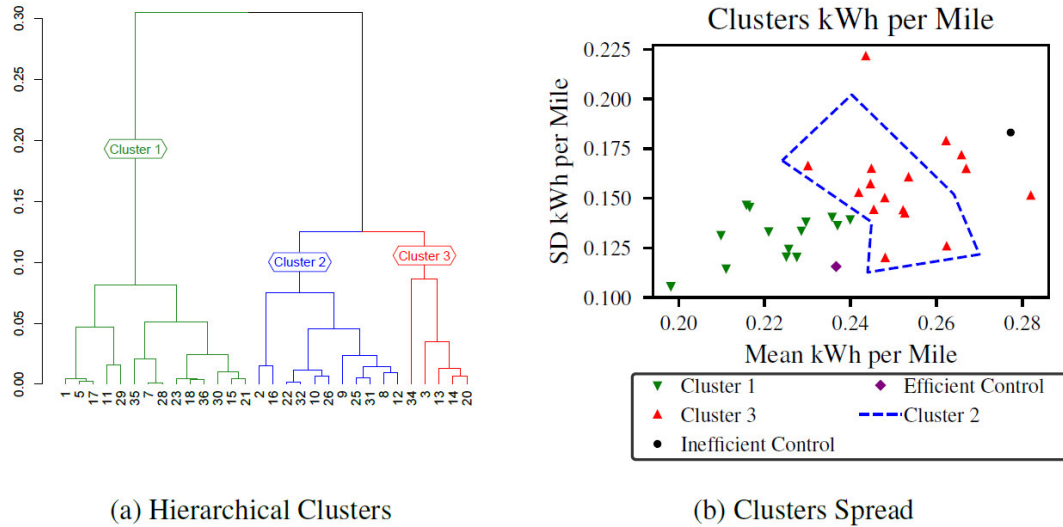 0.30
0.25
0.20
0.15
0.10
0.05
0.00
Cluster 1
Cluster 2
Cluster 3
1 5 17 11 29 35 7 28 23 18 36 30 15 21 2 16 22 32 10 26 9 25 31 8 12 34 3 13 14 20
(a) Hierarchical Clusters
Clusters kWh per Mile
SD kWh per Mile
0.225
0.200
0.175
0.150
0.125
0.100
0.20 0.22 0.24 0.26 0.28
Mean kWh per Mile
Cluster 1
Cluster 3
Inefficient Control
Efficient Control
Cluster 2
(b) Clusters Spread